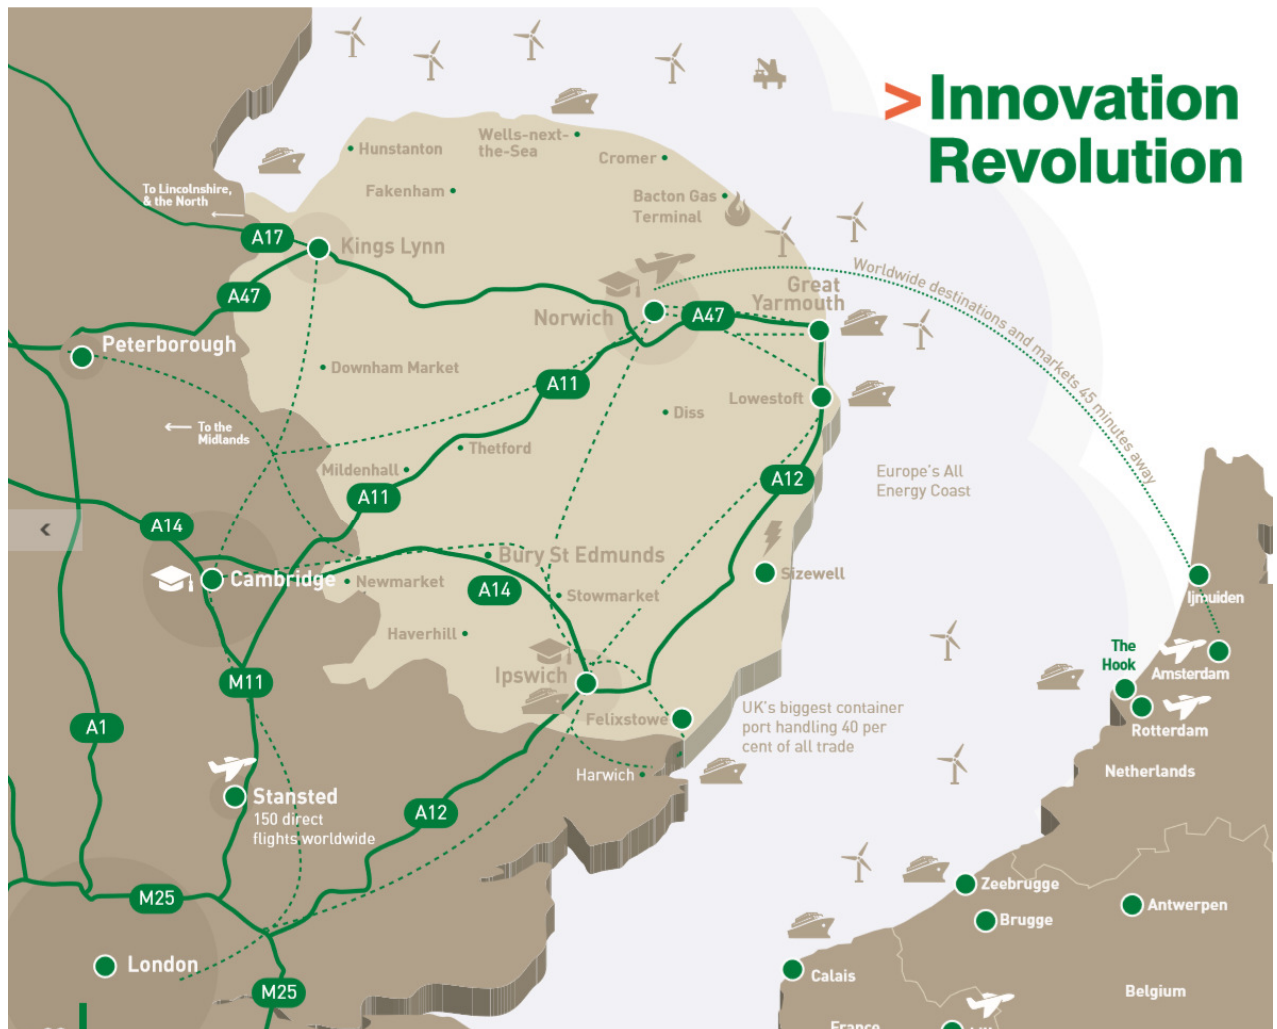 > Innovation
Revolution
Wells-next-
the-Sea
Hunstanton
Cromer
Fakenham
Bacton Gas
Terminal
To Lincolnshire,
& the North
A17
Kings Lynn
A47
Worldwide destinations and markets 45 minutes away
Great
Yarmouth
Norwich
A47
Peterborough
Downham Market
A11
Lowestoft
Diss
To the
Midlands
Thetford
Mildenhall
A11
A12
Europe's All
Energy Coast
A14
Bury St Edmunds
Cambridge
Newmarket
A14
Stowmarket
Sizewell
Ijmuiden
Haverhill
The
Hook
Amsterdam
M11
Ipswich
Felixstowe
UK's biggest container
port handling 40 per
cent of all trade
Rotterdam
A1
Harwich
Netherlands
Stansted
150 direct
flights worldwide
A12
M25
Zeebrugge
Antwerpen
Brugge
London
Calais
M25
Belgium
France